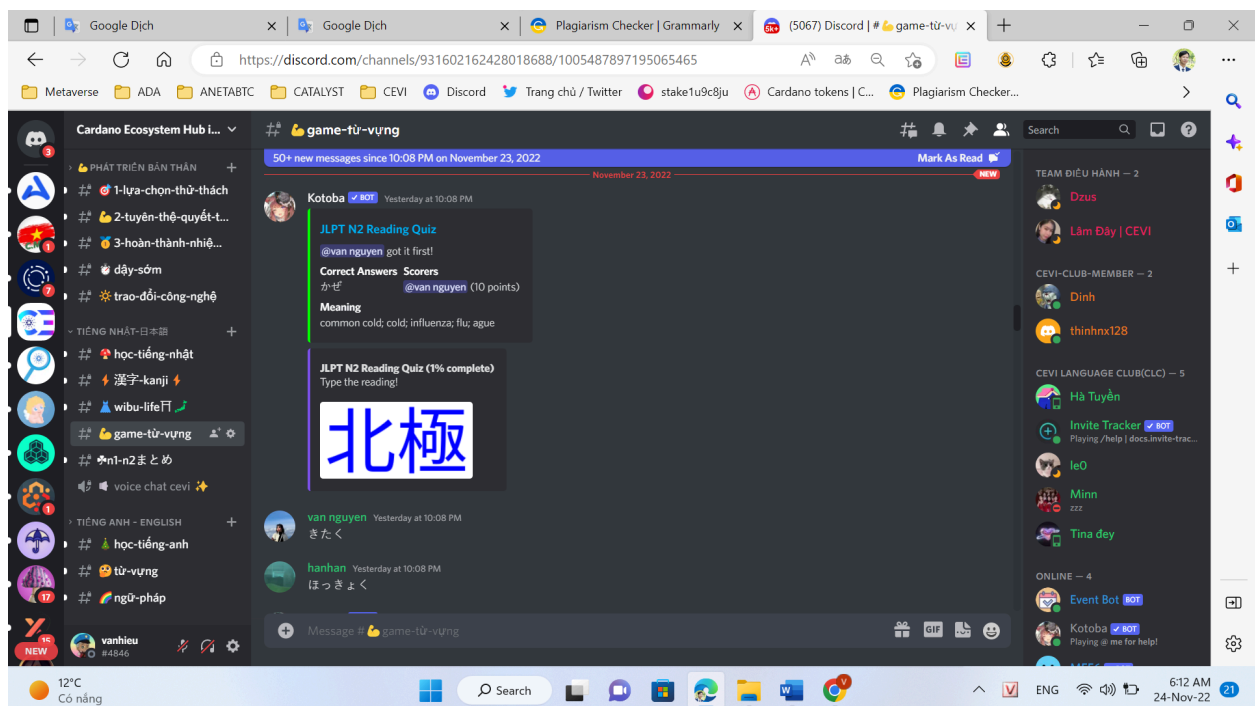 Google Dịch
Google Dịch
Plagiarism Checker | Grammarly
(5067) Discord | #💪game-từ-vự
https://discord.com/channels/931602162428018688/1005487897195065465
Metaverse ADA ANETABTC CATALYST CEVI Discord Trang chủ / Twitter stake1u9c8ju Cardano tokens | C... Plagiarism Checker...
Cardano Ecosystem Hub i...
💪PHÁT TRIỂN BẢN THÂN
🎯 1-lựa-chọn-thử-thách
💪 2-tuyên-thệ-quyết-t...
🥇 3-hoàn-thành-nhiệ...
dậy-sớm
trao-đổi-công-nghệ
TIẾNG NHẬT-日本語
học-tiếng-nhật
⚡漢字-kanji⚡
wibu-life
💪game-từ-vựng
n1-n2まとめ
voice chat cevi ✨
TIẾNG ANH - ENGLISH
học-tiếng-anh
từ-vựng
ngữ-pháp
vanhieu
#4846
NEW
3
1
7
1
17
15
💪game-từ-vựng
Search
50+ new messages since 10:08 PM on November 23, 2022
Mark As Read
November 23, 2022
NEW
Kotoba BOT Yesterday at 10:08 PM
JLPT N2 Reading Quiz
@van nguyen got it first!
Correct Answers Scorers
かぜ @van nguyen (10 points)
Meaning
common cold; cold; influenza; flu; ague
JLPT N2 Reading Quiz (1% complete)
Type the reading!
北極
van nguyen Yesterday at 10:08 PM
きたく
hanhan Yesterday at 10:08 PM
ほっきょく
Message #💪game-từ-vựng
GIF
TEAM ĐIỀU HÀNH — 2
Dzus
Lâm Đây | CEVI
CEVI-CLUB-MEMBER — 2
Dinh
thinhnx128
CEVI LANGUAGE CLUB(CLC) — 5
Hà Tuyển
Invite Tracker BOT
Playing /help | docs.invite-trac...
le0
Minn
zzz
Tina đey
ONLINE — 4
Event Bot BOT
Kotoba BOT
Playing @ me for help!
12°C
Có nắng
Search
ENG
6:12 AM
24-Nov-22
21